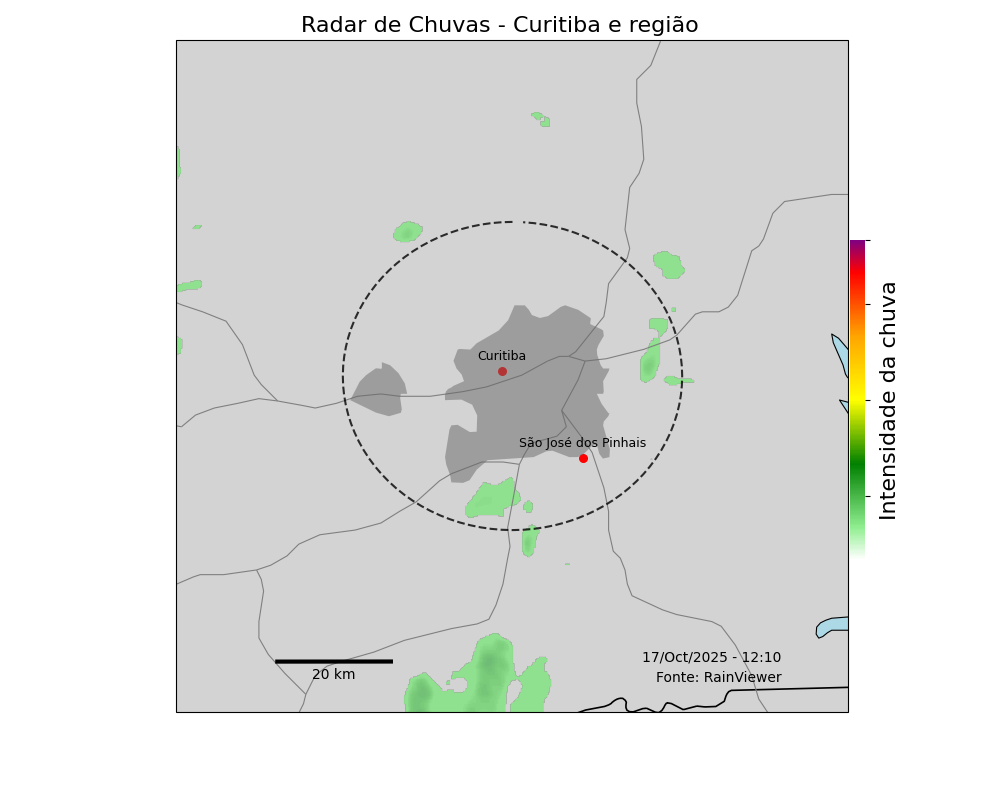 Radar de Chuvas - Curitiba e região
Curitiba
São José dos Pinhais
Intensidade da chuva
20 km
17/Oct/2025 - 12:10
Fonte: RainViewer